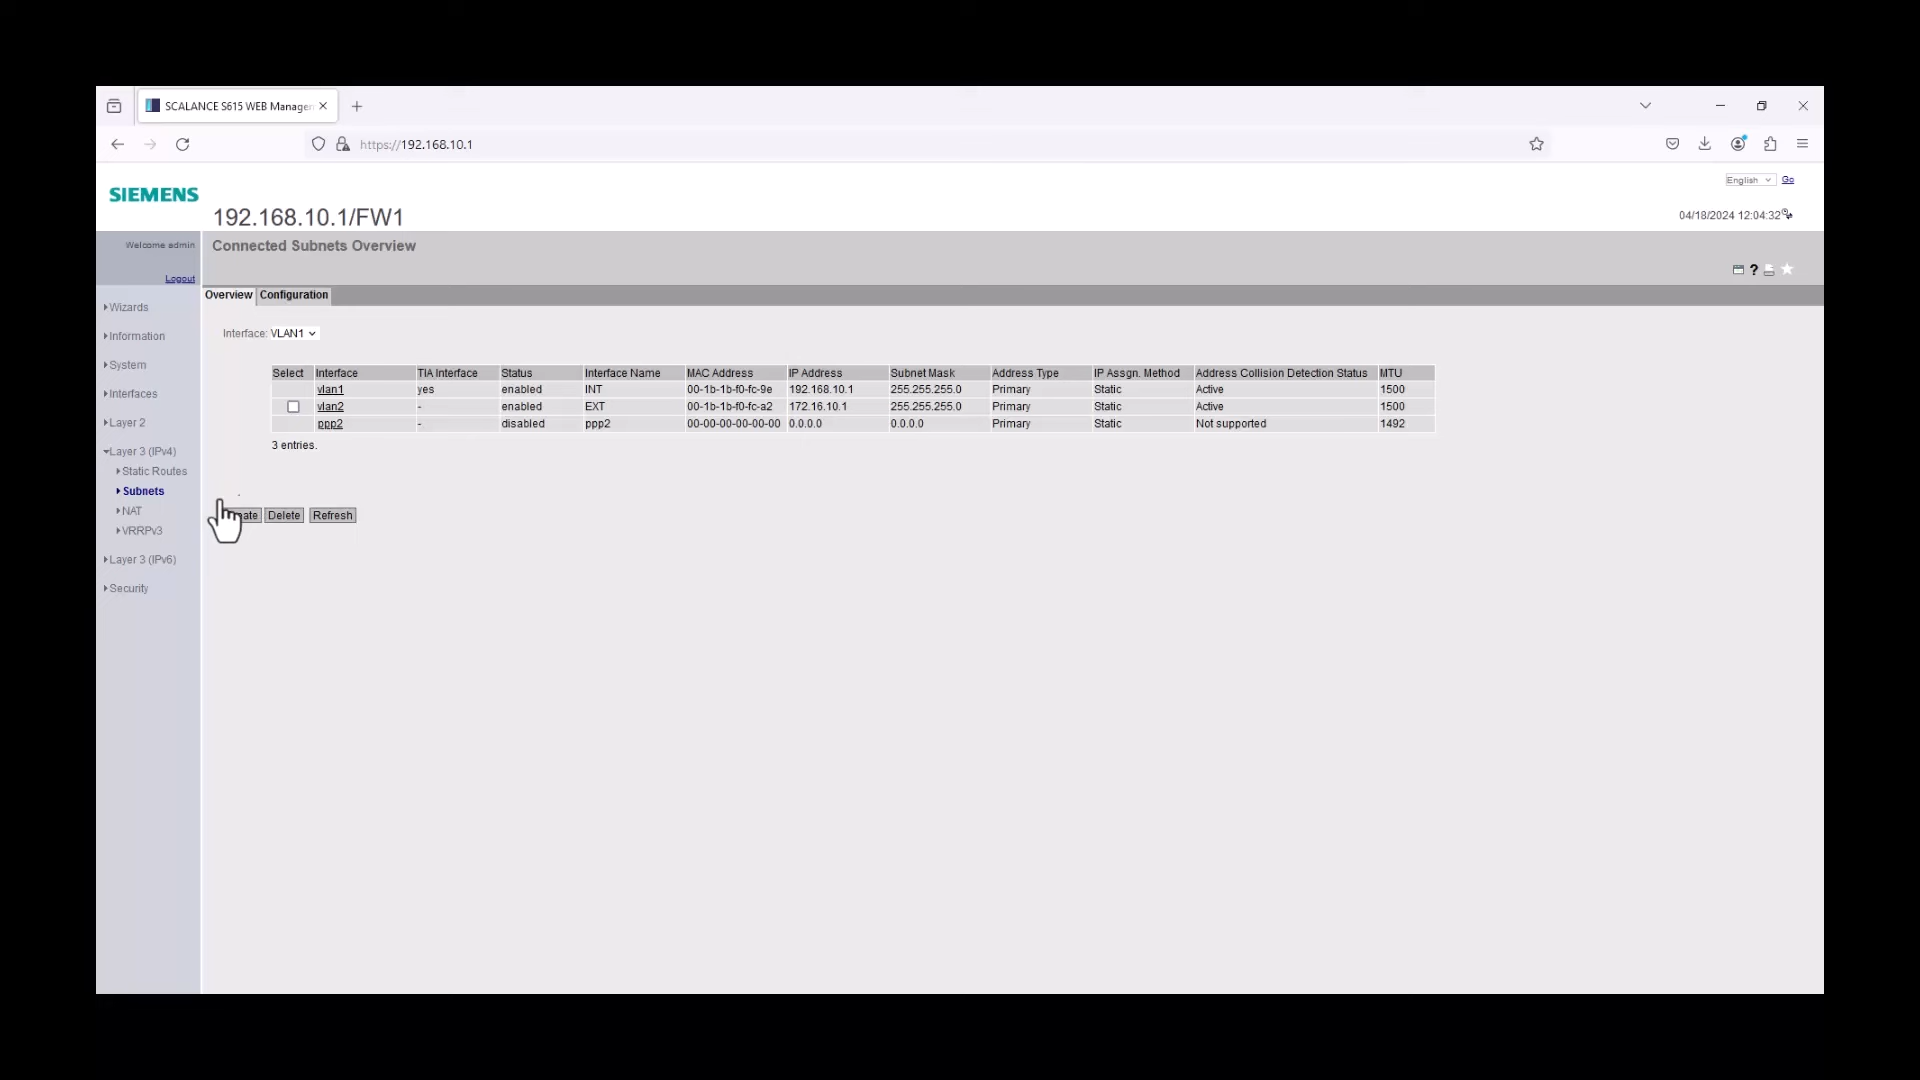 SCALANCE S615 WEB Manage
https://192.168.10.1
English Go
SIEMENS
192.168.10.1/FW1
04/18/2024 12:04:32
Welcome admin
Connected Subnets Overview
Logout
?
Overview Configuration
Wizards
Information
System
Interfaces
Layer 2
Layer 3 (IPv4)
Static Routes
Subnets
NAT
VRRPv3
Layer 3 (IPv6)
Security
Interface: VLAN1
Select Interface TIA Interface Status Interface Name MAC Address IP Address Subnet Mask Address Type IP Assgn. Method Address Collision Detection Status MTU
vlan1 yes enabled INT 00-1b-1b-f0-fc-9e 192.168.10.1 255.255.255.0 Primary Static Active 1500
vlan2 - enabled EXT 00-1b-1b-f0-fc-a2 172.16.10.1 255.255.255.0 Primary Static Active 1500
ppp2 - disabled ppp2 00-00-00-00-00-00 0.0.0.0 0.0.0.0 Primary Static Not supported 1492
3 entries.
Delete Refresh